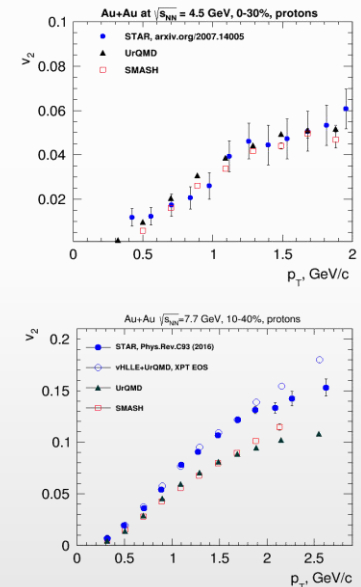 Au+Au at √sNN = 4.5 GeV, 0-30%, protons
v2
0.1
0.08
0.06
0.04
0.02
STAR, arxiv.org/2007.14005
UrQMD
SMASH
0 0.5 1 1.5 2
pT, GeV/c
Au+Au √sNN=7.7 GeV, 10-40%, protons
v2
0.2
0.15
0.1
0.05
0
STAR, Phys.Rev.C93 (2016)
vHLLE+UrQMD, XPT EOS
UrQMD
SMASH
0 0.5 1 1.5 2 2.5
pT, GeV/c